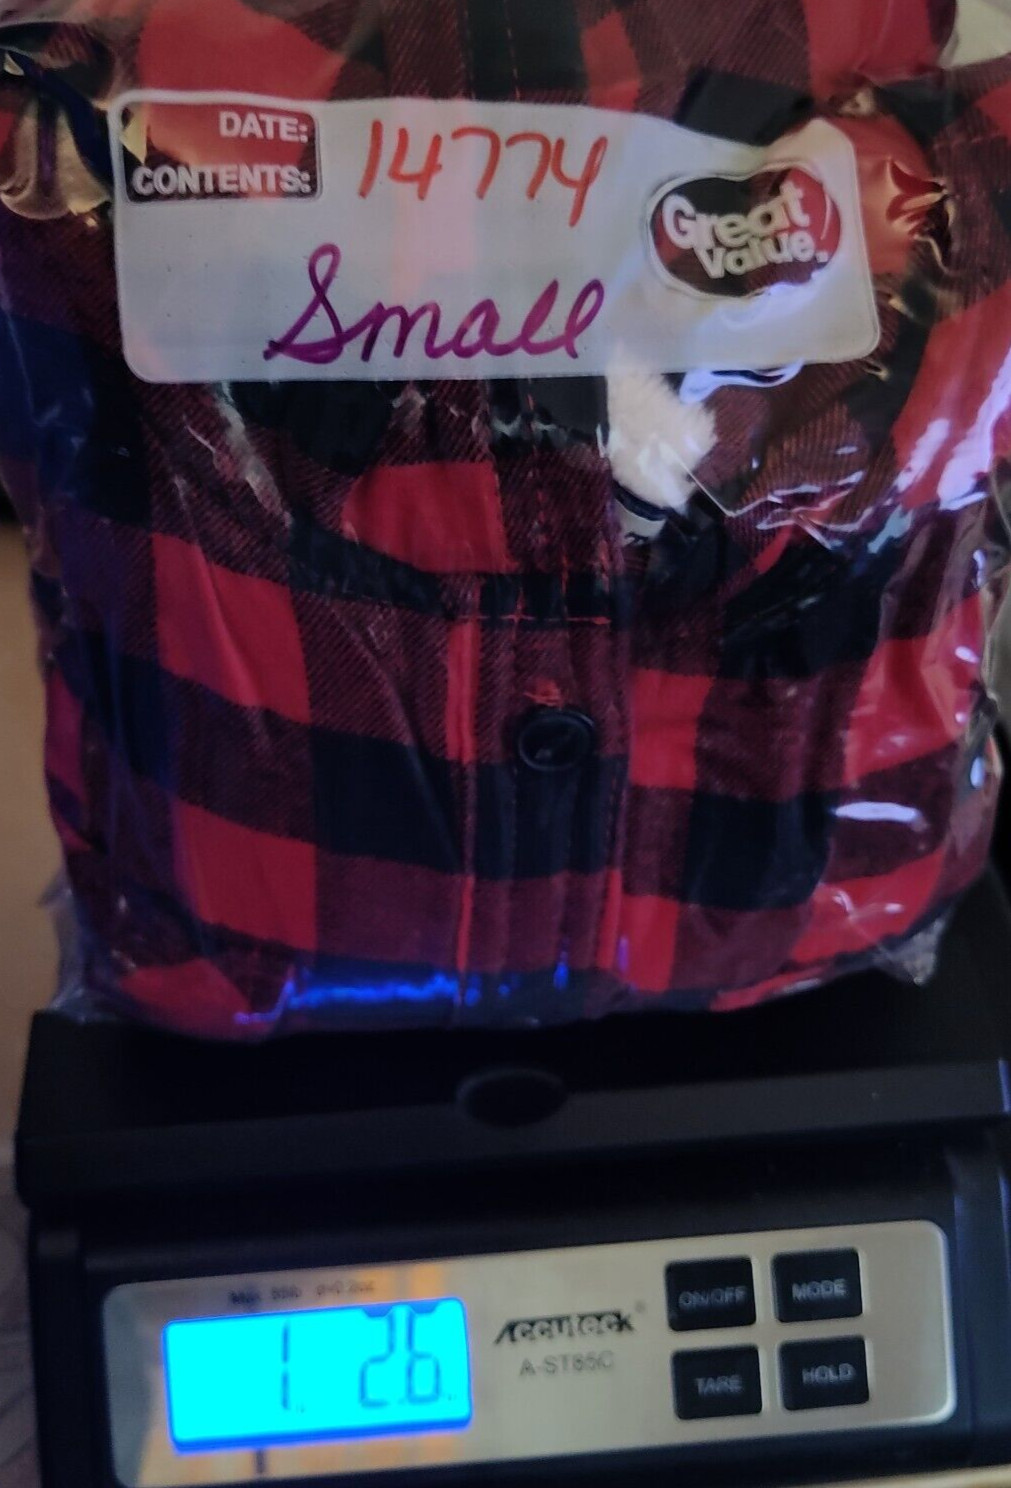 DATE: 14774
CONTENTS:
Great Value.
Small
ACCUTECK
A-ST85C
ON/OFF MODE
TARE HOLD
1 2.6